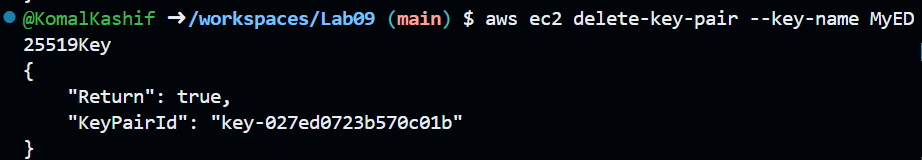 @KomalKashif ➜/workspaces/Lab09 (main) $ aws ec2 delete-key-pair --key-name MyED
25519Key
{
    "Return": true,
    "KeyPairId": "key-027ed0723b570c01b"
}